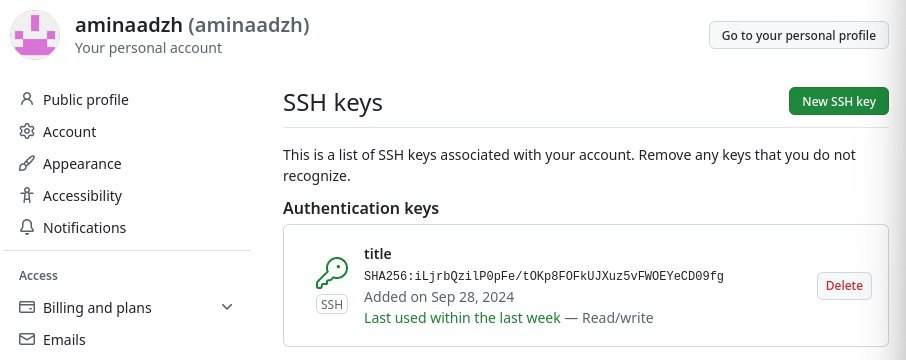 aminaadzh (aminaadzh)
Your personal account
Go to your personal profile
Public profile
Account
Appearance
Accessibility
Notifications
Access
Billing and plans
Emails
SSH keys
New SSH key
This is a list of SSH keys associated with your account. Remove any keys that you do not
recognize.
Authentication keys
title
SHA256:iLjrbQzilP0pFe/tOKp8FOFkUJXuz5vFWOEYeCD09fg
Added on Sep 28, 2024
Last used within the last week — Read/write
SSH
Delete